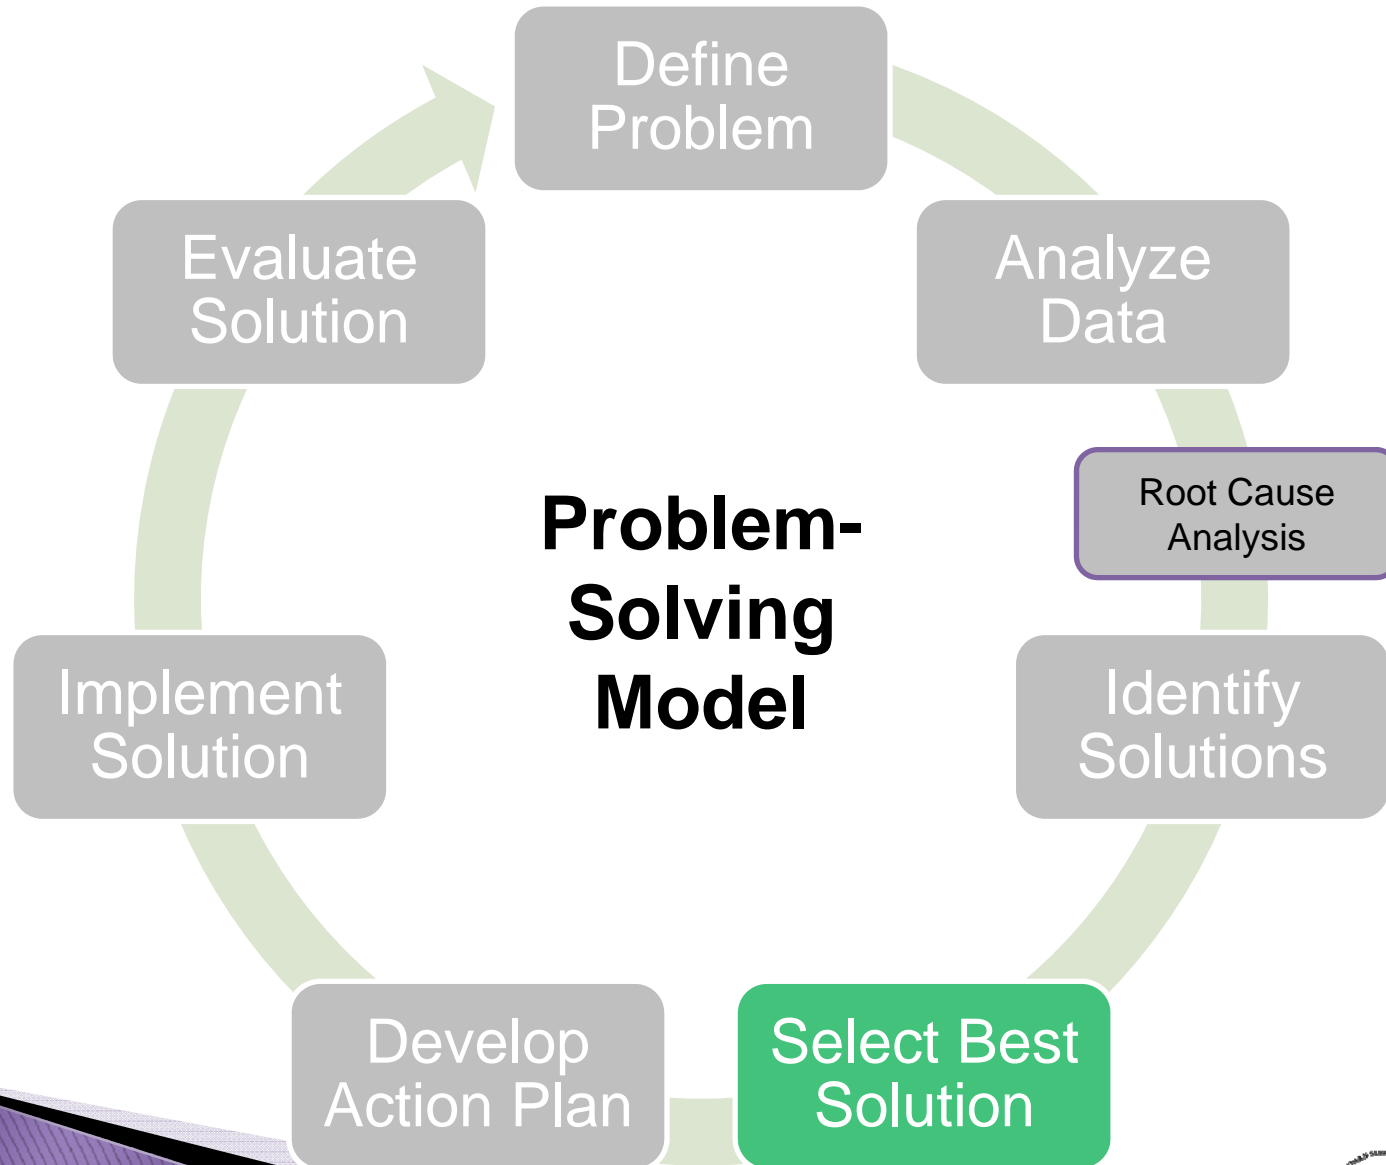 Define
Problem
Analyze
Data
Root Cause
Analysis
Identify
Solutions
Select Best
Solution
Develop
Action Plan
Implement
Solution
Evaluate
Solution
Problem-
Solving
Model